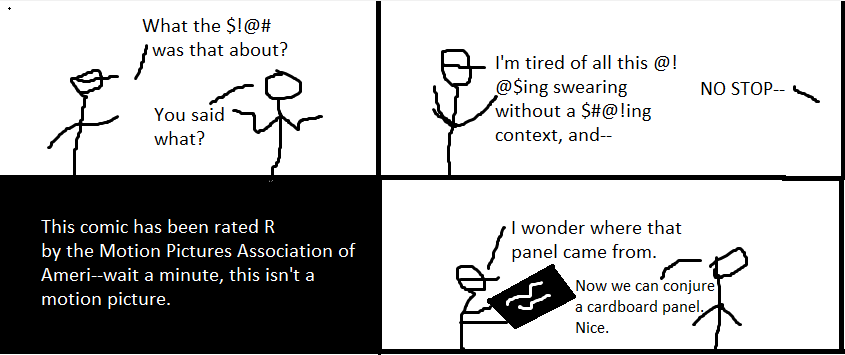 What the $!@#
was that about?
You said
what?
I'm tired of all this @!
@$ing swearing
without a $#@!ing
context, and--
NO STOP--
This comic has been rated R
by the Motion Pictures Association of
Ameri--wait a minute, this isn't a
motion picture.
I wonder where that
panel came from.
Now we can conjure
a cardboard panel.
Nice.